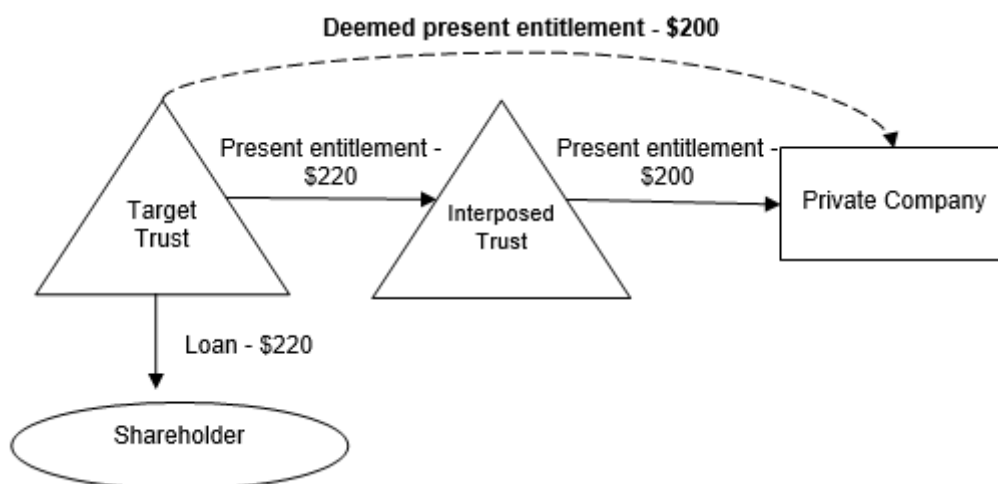 Deemed present entitlement - $200
Present entitlement -
$220
Present entitlement -
$200
Target
Trust
Interposed
Trust
Private Company
Loan - $220
Shareholder